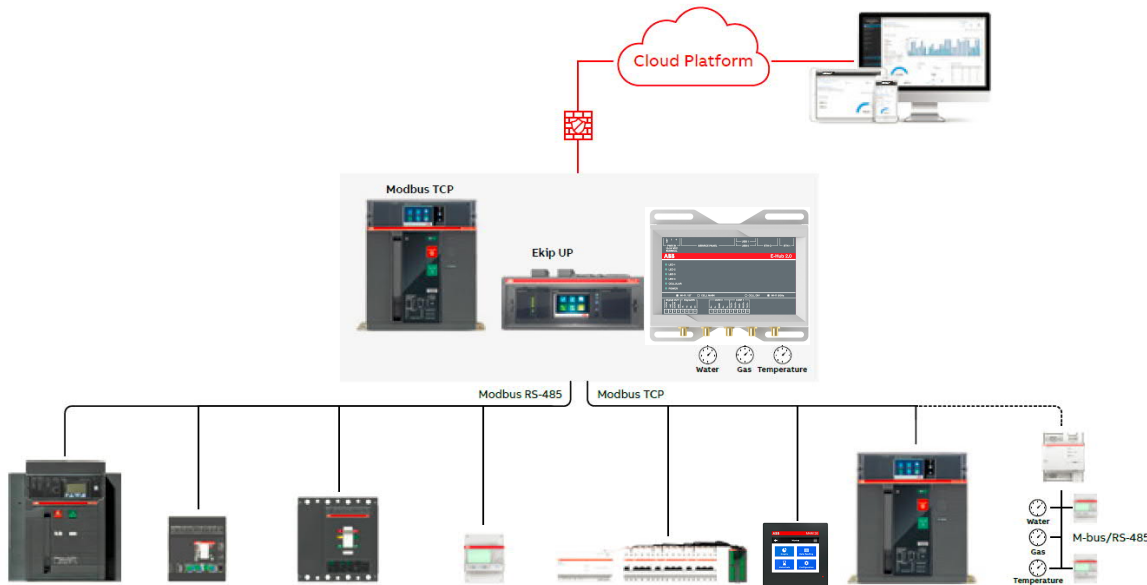 Cloud Platform
Modbus TCP
Ekip UP
ABB
E-Hub 2.0
Water
Gas
Temperature
Modbus RS-485
Modbus TCP
Water
Gas
Temperature
M-bus/RS-485